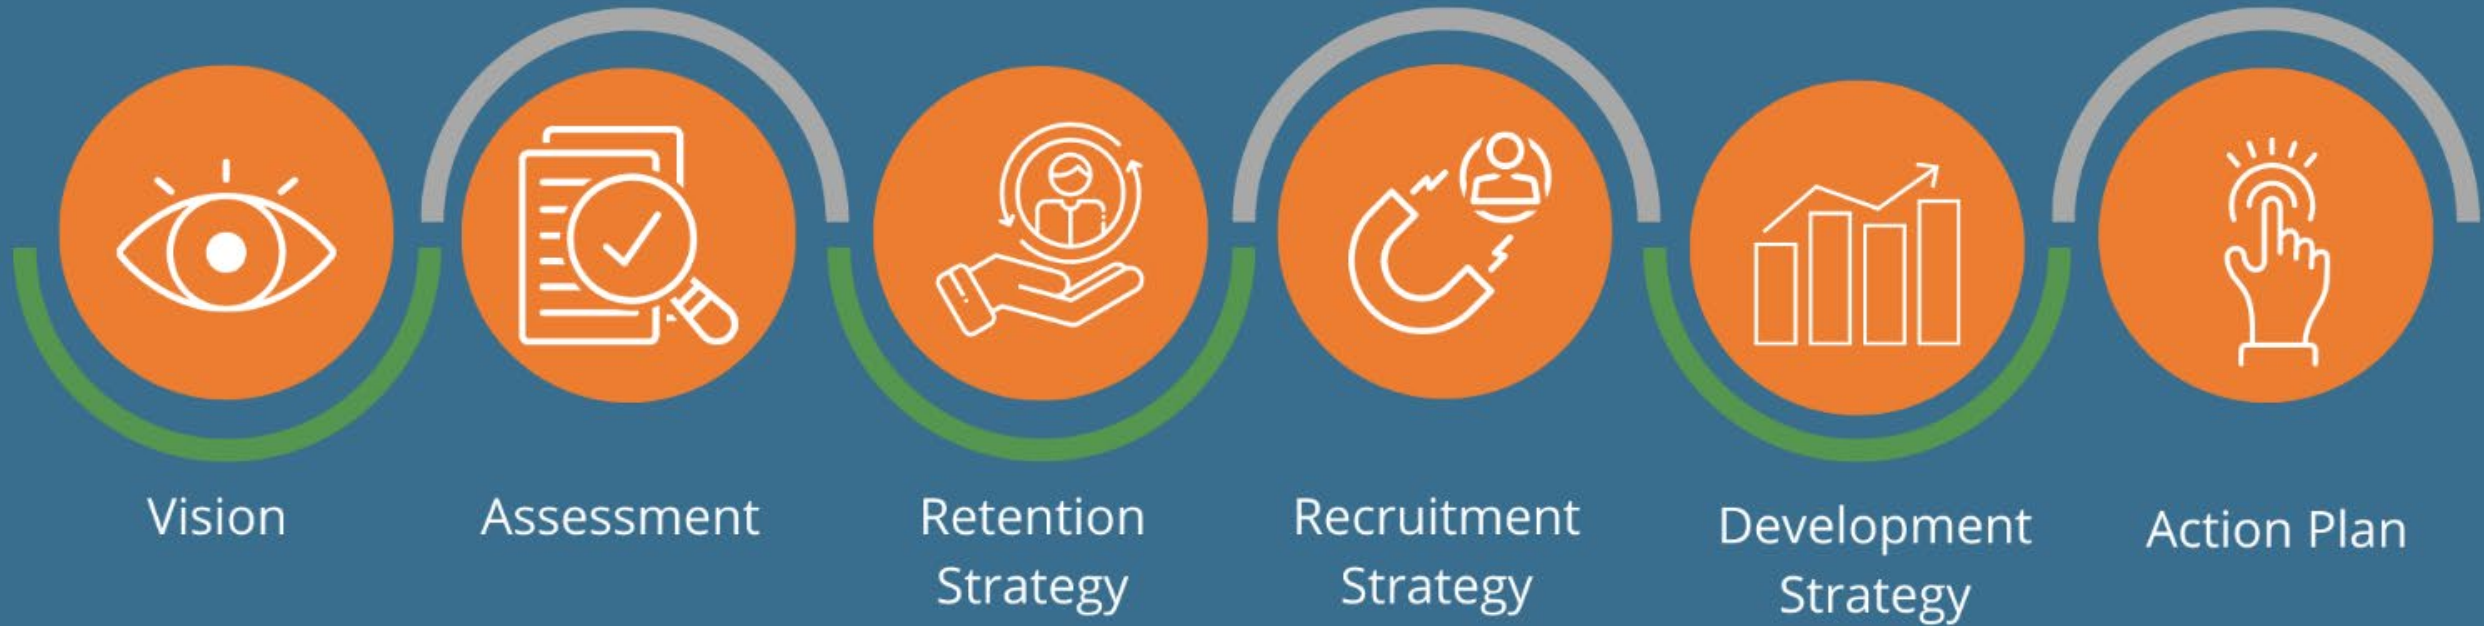 Vision
Assessment
Retention
Strategy
Recruitment
Strategy
Development
Strategy
Action Plan